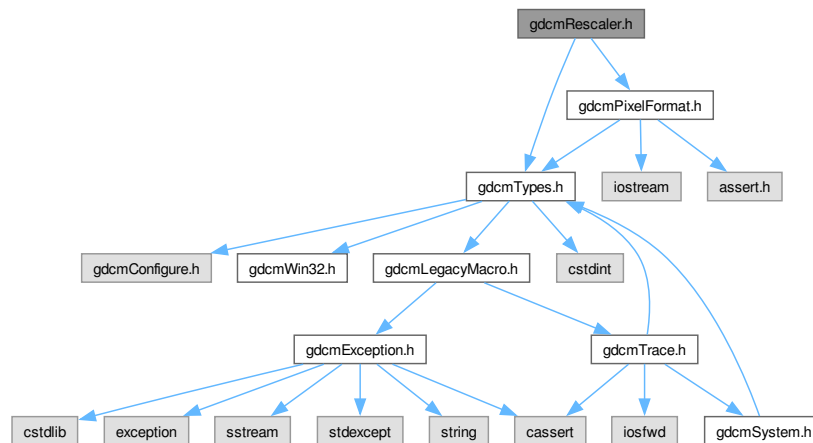 gdcmRescaler.h
gdcmPixelFormat.h
gdcmTypes.h
iostream
assert.h
gdcmConfigure.h
gdcmWin32.h
gdcmLegacyMacro.h
cstdint
gdcmException.h
gdcmTrace.h
cstdlib
exception
sstream
stdexcept
string
cassert
iosfwd
gdcmSystem.h